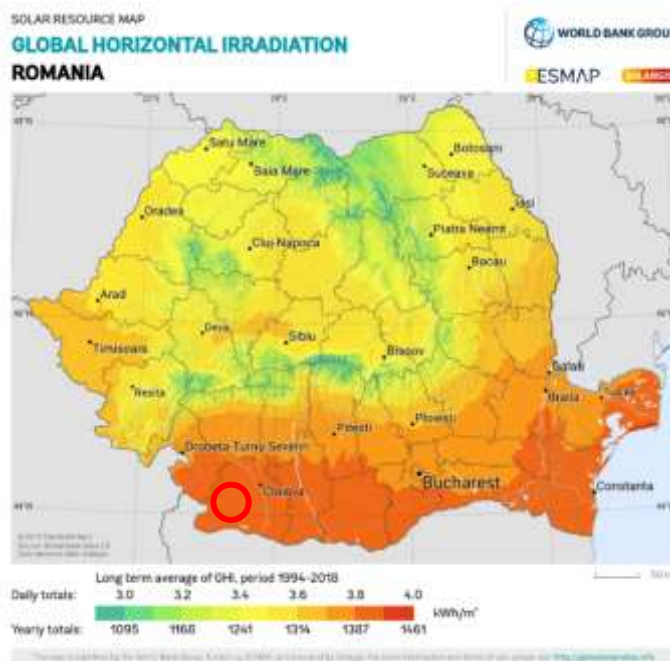 SOLAR RESOURCE MAP
GLOBAL HORIZONTAL IRRADIATION
ROMANIA
WORLD BANK GROU
ESMAP
Satu Mare
Baia Mare
Botosani
Suceava
Iasi
Oradea
Cluj-Napoca
Piatra Neamt
Bacau
Arad
Timisoara
Deva
Sibiu
Brasov
Resita
Galati
Braila
Tulcea
Drobeta-Turnu Severin
Pitesti
Ploiesti
Craiova
Bucharest
Constanta
Long term average of GHI, period 1994-2018
Daily totals: 3.0 3.2 3.4 3.6 3.8 4.0
kWh/m²
Yearly totals: 1095 1168 1241 1314 1387 1461